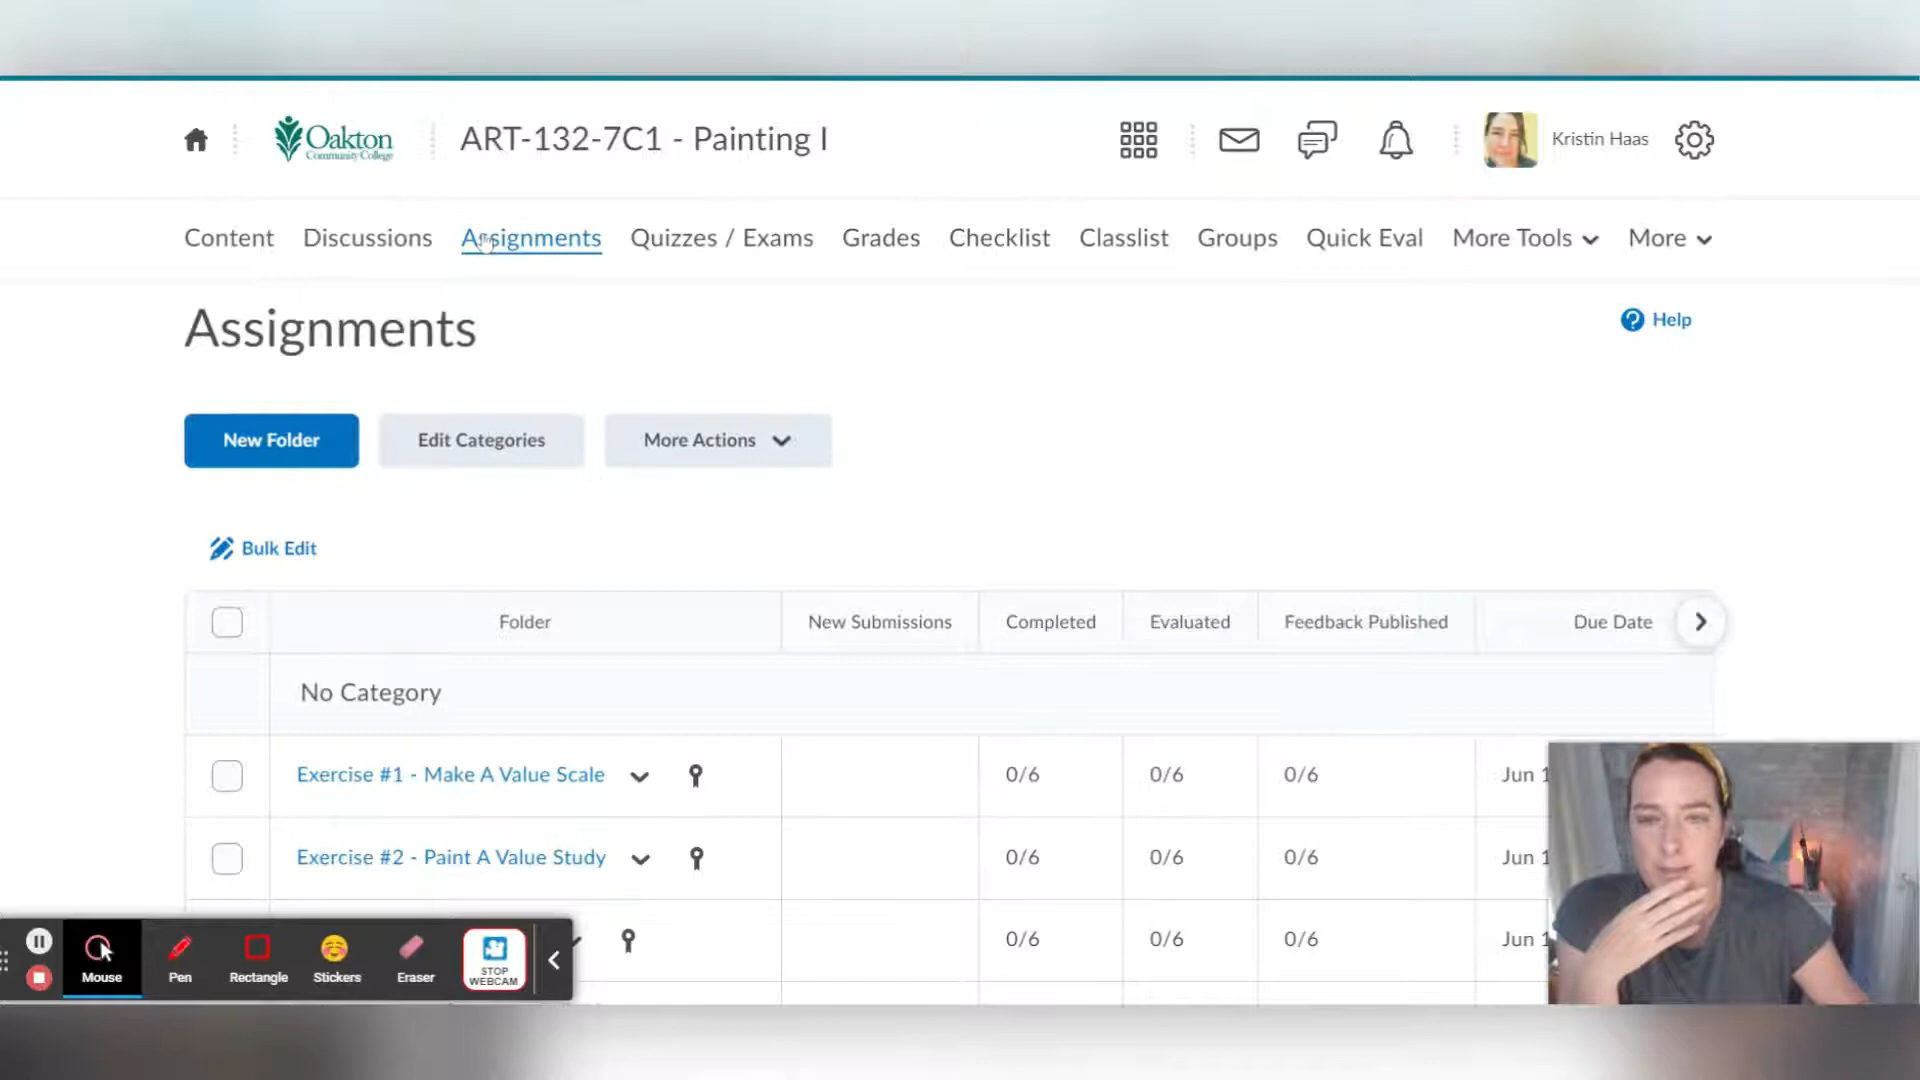 Oakton
Community College
ART-132-7C1 - Painting I
Kristin Haas
Content Discussions Assignments Quizzes / Exams Grades Checklist Classlist Groups Quick Eval More Tools More
Assignments
Help
New Folder Edit Categories More Actions
Bulk Edit
Folder New Submissions Completed Evaluated Feedback Published Due Date
No Category
Exercise #1 - Make A Value Scale 0/6 0/6 0/6 Jun 1
Exercise #2 - Paint A Value Study 0/6 0/6 0/6 Jun 1
0/6 0/6 0/6 Jun 1
Mouse Pen Rectangle Stickers Eraser STOP
WEBCAM